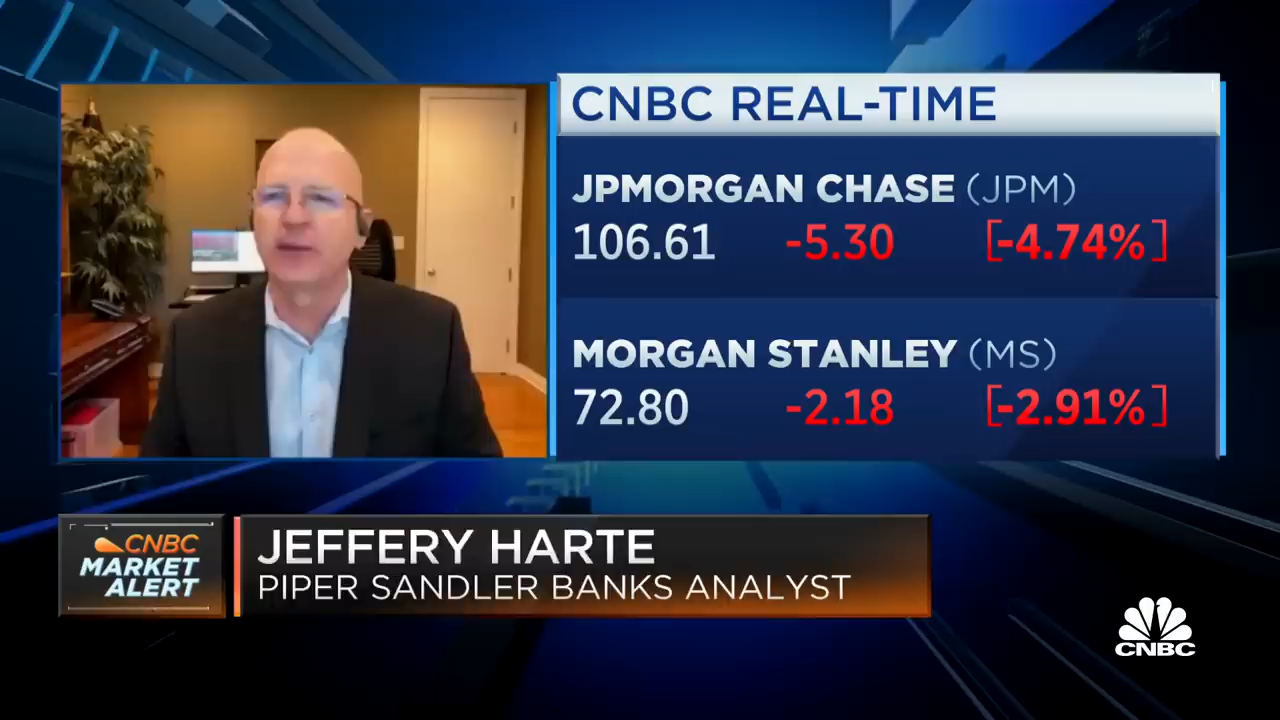 CNBC REAL-TIME
JPMORGAN CHASE (JPM)
106.61 -5.30 [-4.74%]
MORGAN STANLEY (MS)
72.80 -2.18 [-2.91%]
CNBC
MARKET
ALERT
JEFFERY HARTE
PIPER SANDLER BANKS ANALYST
CNBC